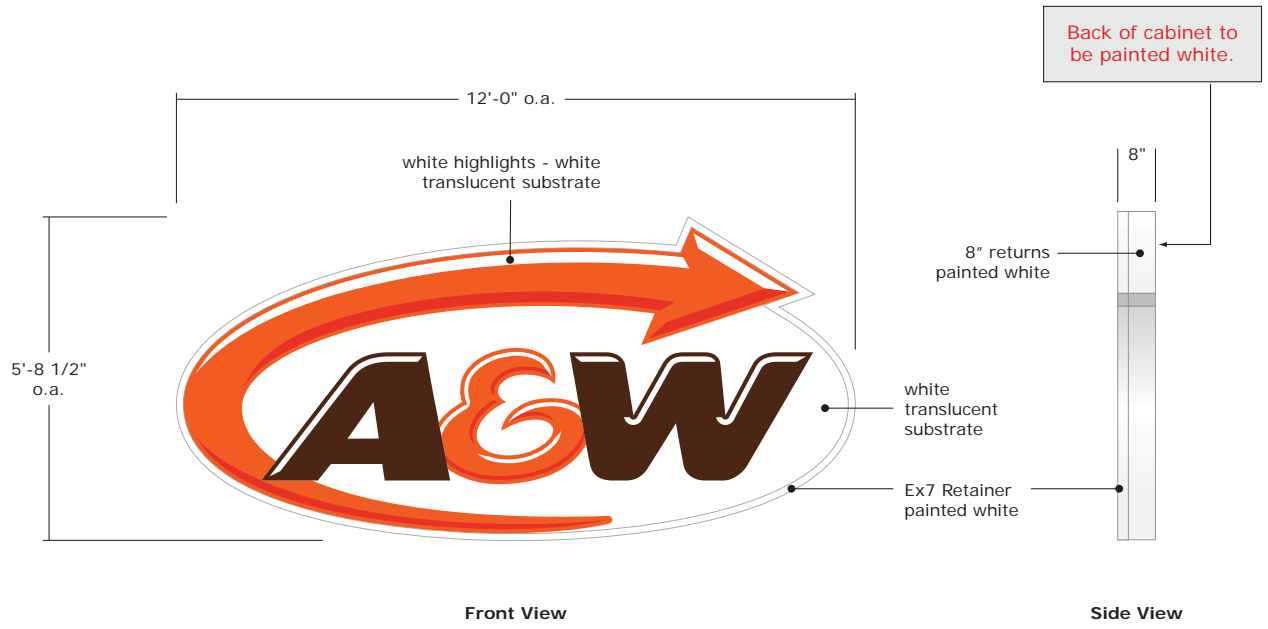 Back of cabinet to
be painted white.
12'-0" o.a.
8"
white highlights - white
translucent substrate
8" returns
painted white
5'-8 1/2"
o.a.
A&W
white
translucent
substrate
Ex7 Retainer
painted white
Front View
Side View